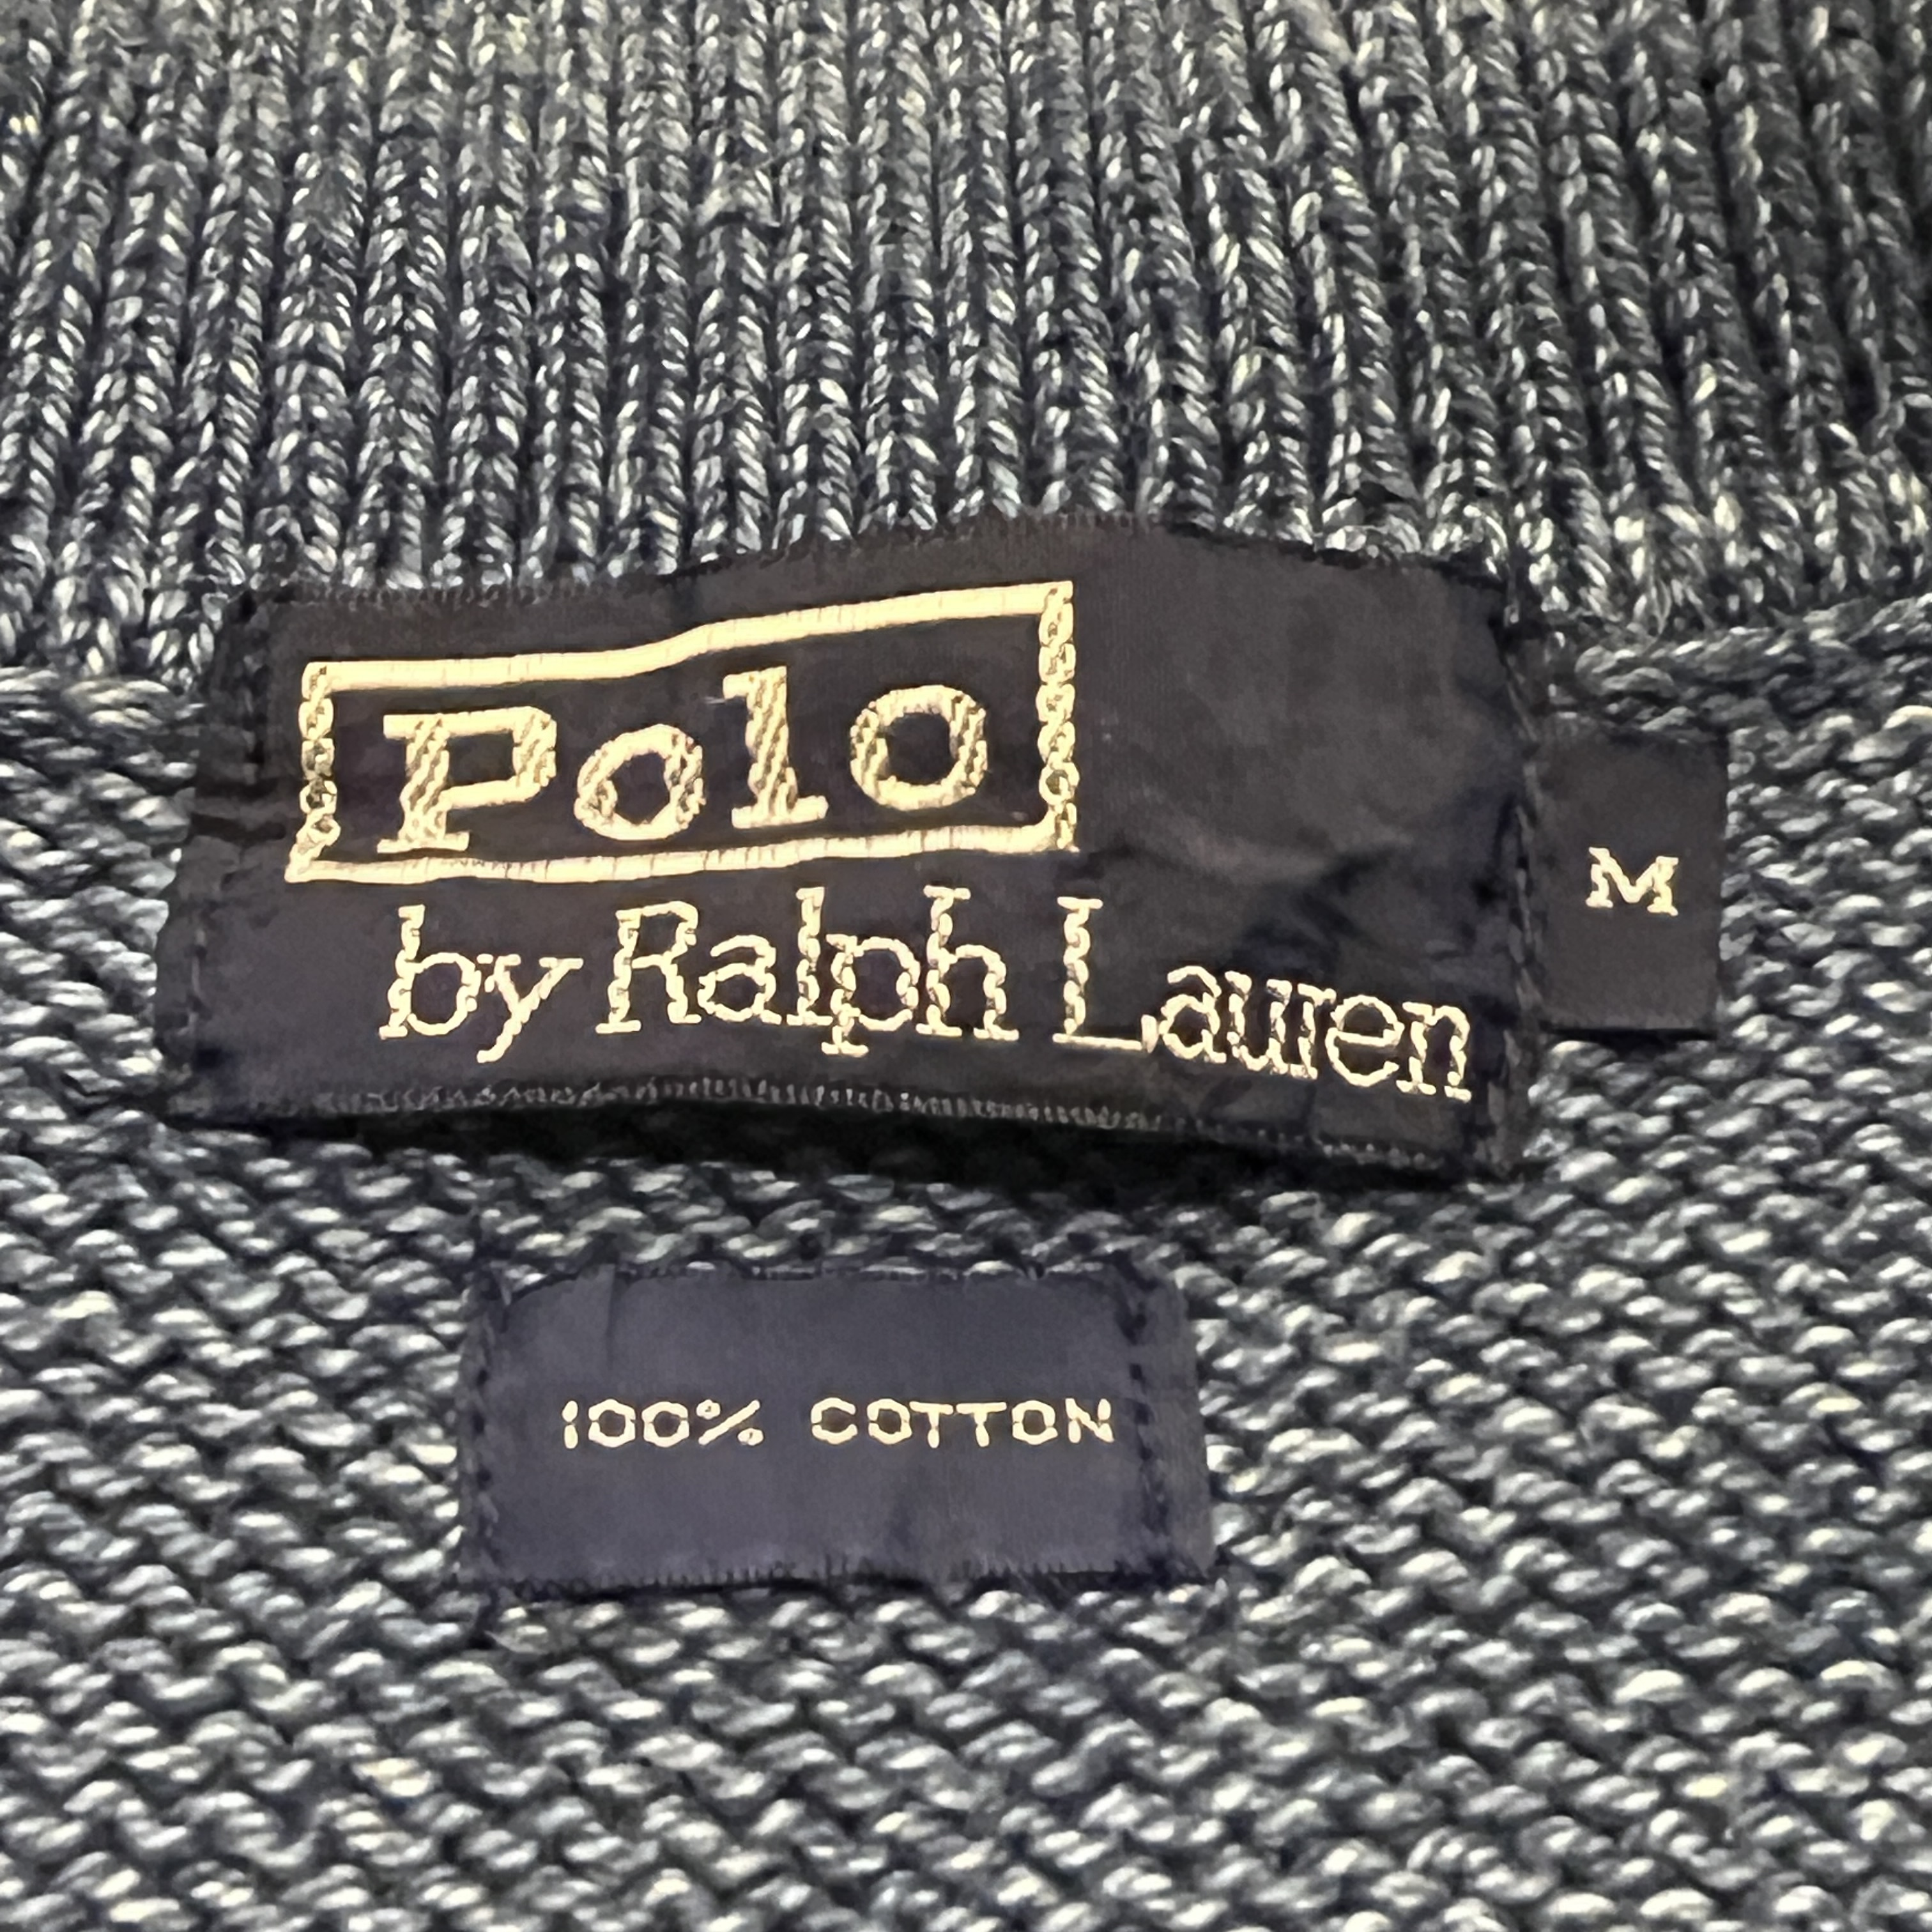 Polo
by Ralph Lauren
M
100% COTTON